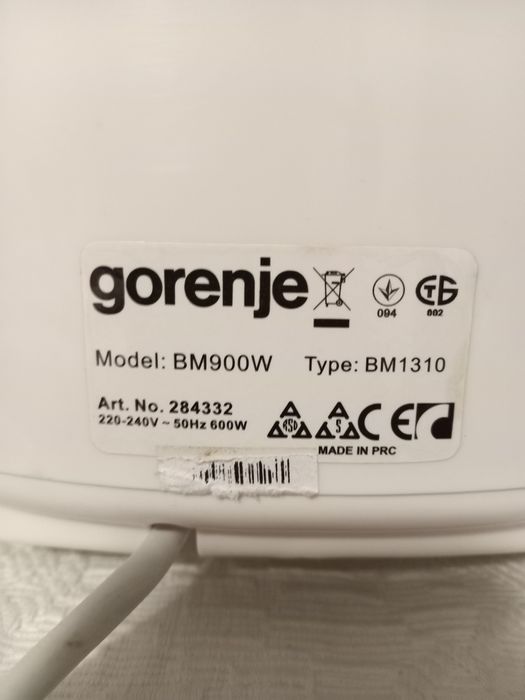 gorenje
094
002
Model: BM900W Type: BM1310
Art. No. 284332
220-240V ~ 50Hz 600W
MADE IN PRC